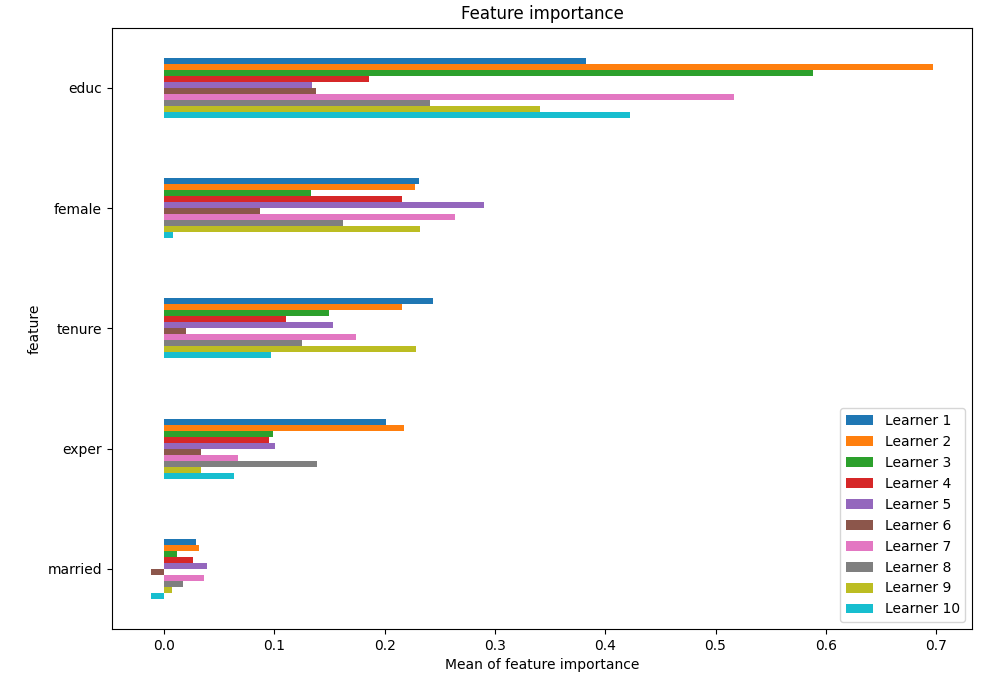 Feature importance
educ
female
tenure
exper
married
feature
0.0 0.1 0.2 0.3 0.4 0.5 0.6 0.7
Mean of feature importance
Learner 1
Learner 2
Learner 3
Learner 4
Learner 5
Learner 6
Learner 7
Learner 8
Learner 9
Learner 10